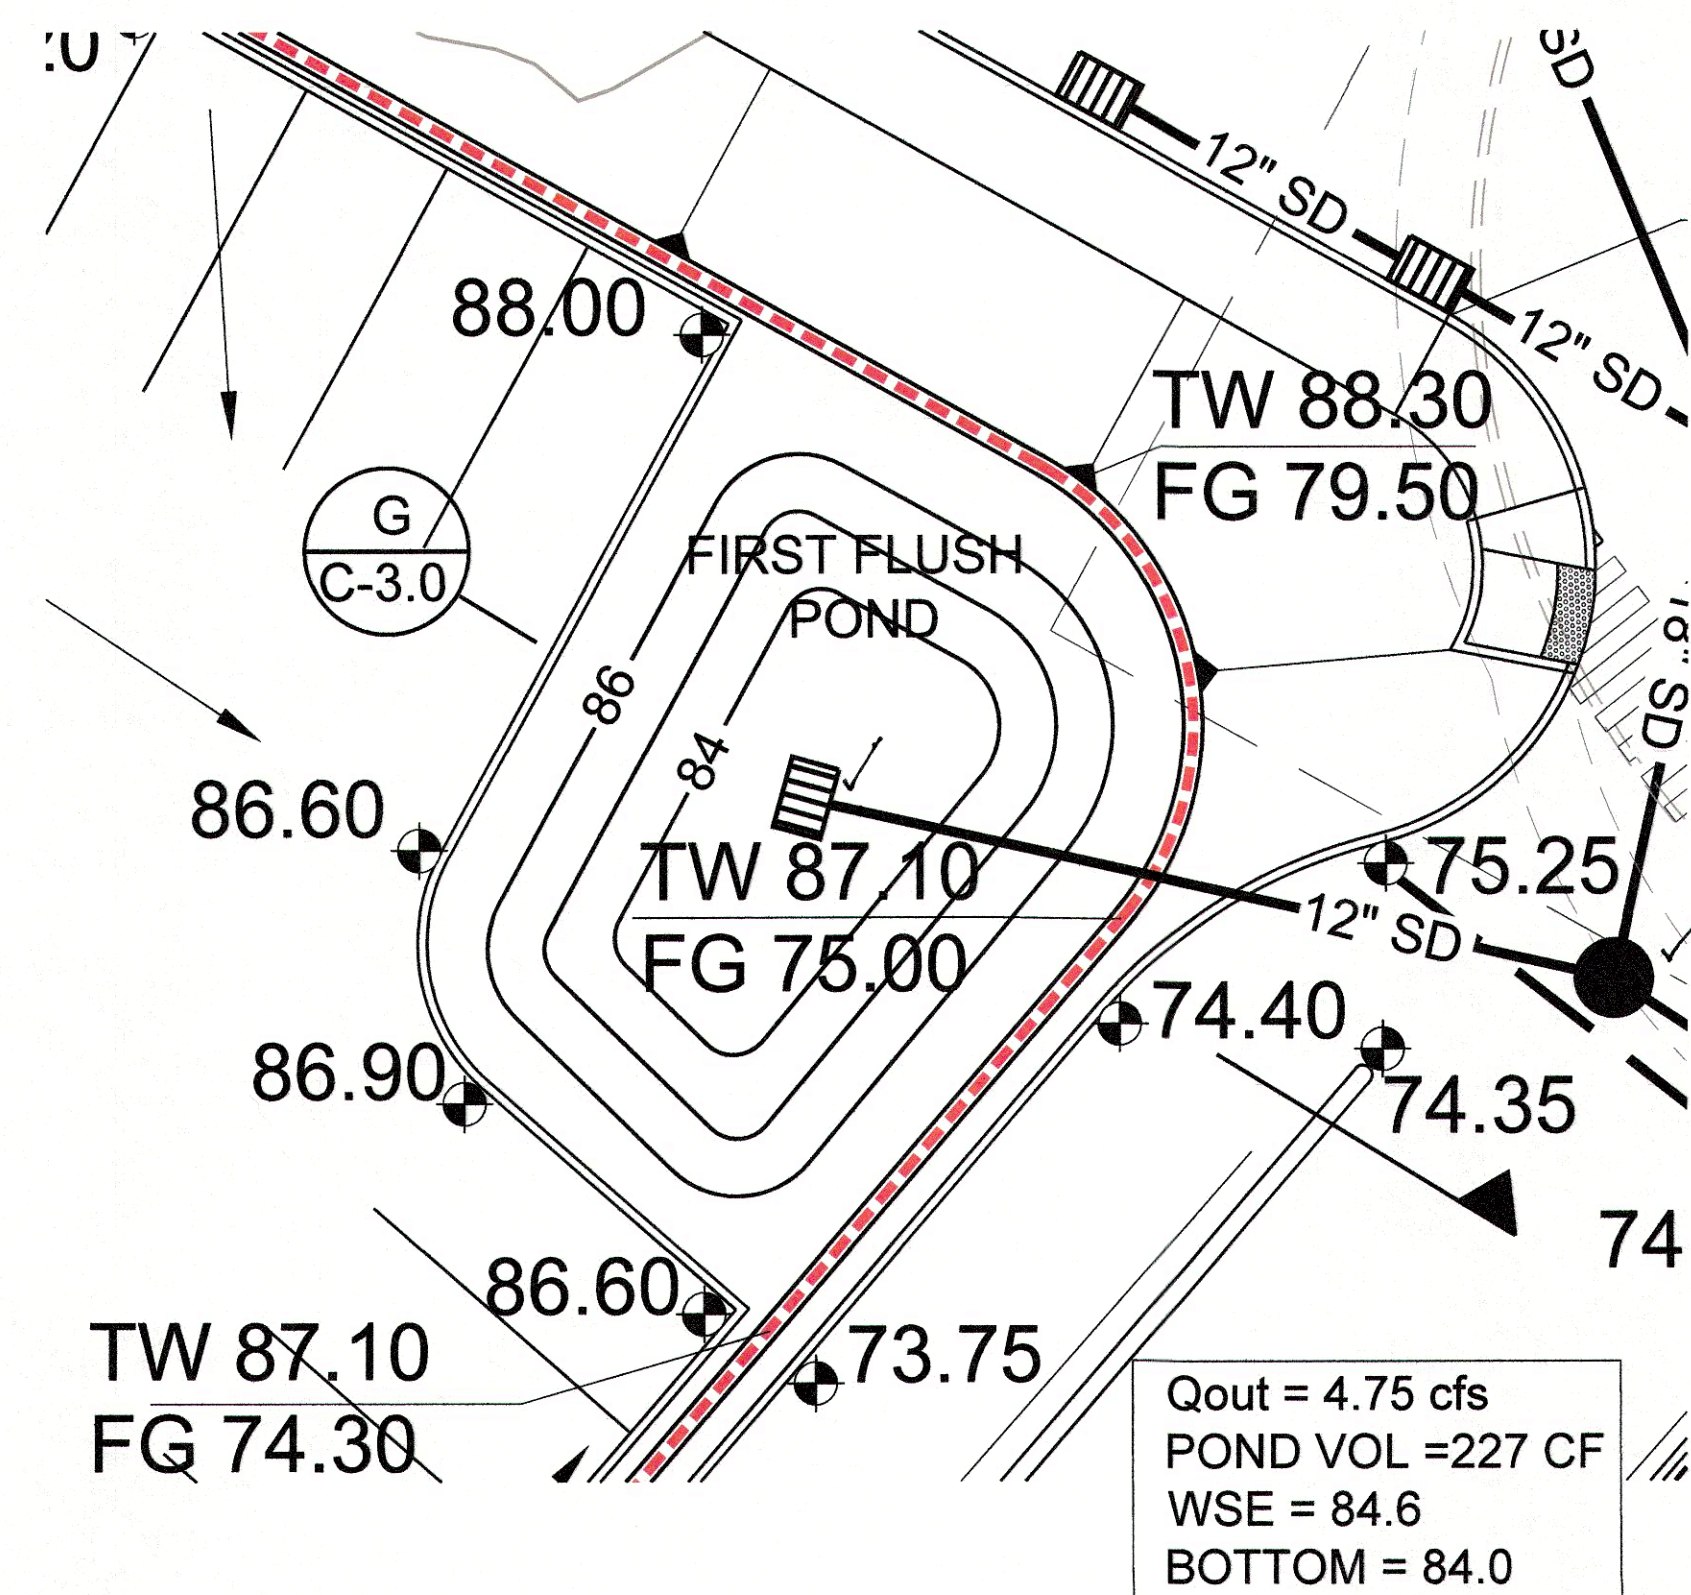 SD
12" SD
12" SD
88.00
TW 88.30
FG 79.50
G
C-3.0
FIRST FLUSH
POND
18" SD
86
84
86.60
TW 87.10
FG 75.00
75.25
12" SD
74.40
86.90
74.35
74
86.60
TW 87.10
FG 74.30
73.75
Qout = 4.75 cfs
POND VOL =227 CF
WSE = 84.6
BOTTOM = 84.0